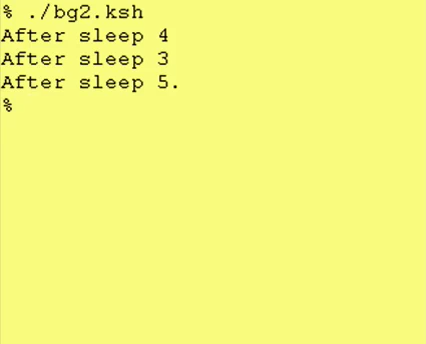 % ./bg2.ksh
After sleep 4
After sleep 3
After sleep 5.
%